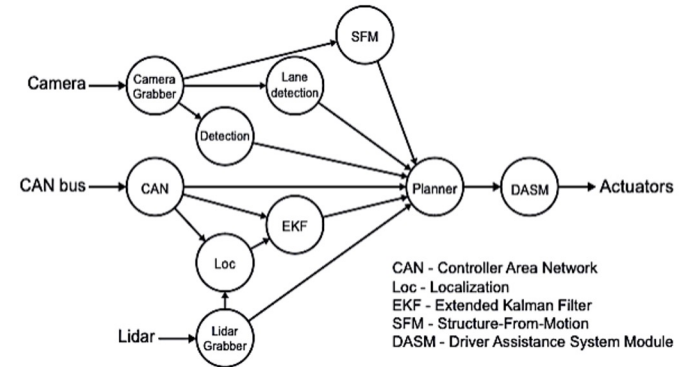 SFM
Camera
Camera
Grabber
Lane
detection
Detection
CAN bus
CAN
Planner
DASM
Actuators
EKF
Loc
Lidar
Lidar
Grabber
CAN - Controller Area Network
Loc - Localization
EKF - Extended Kalman Filter
SFM - Structure-From-Motion
DASM - Driver Assistance System Module